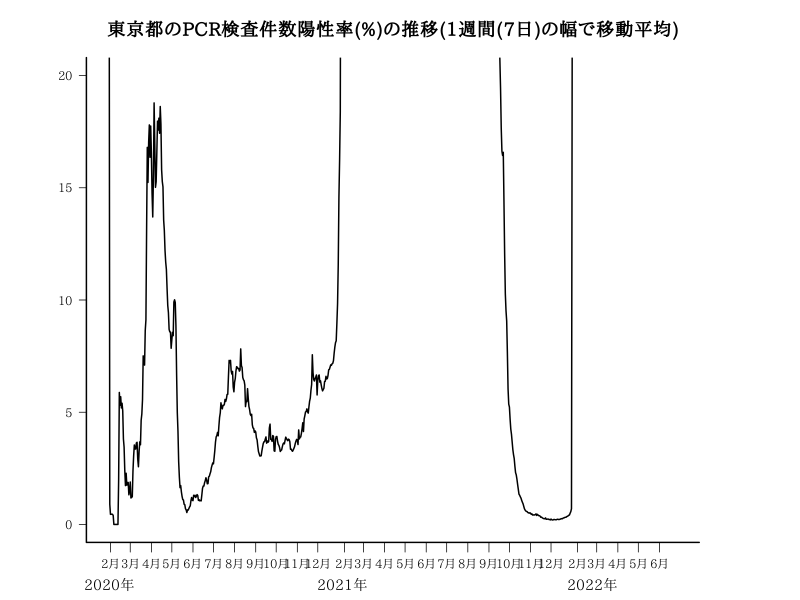 東京都のPCR検査件数陽性率(%)の推移(1週間(7日)の幅で移動平均)
20
15
10
5
0
2月 3月 4月 5月 6月 7月 8月 9月 10月 11月 12月 2月 3月 4月 5月 6月 7月 8月 9月 10月 11月 12月 2月 3月 4月 5月 6月
2020年 2021年 2022年